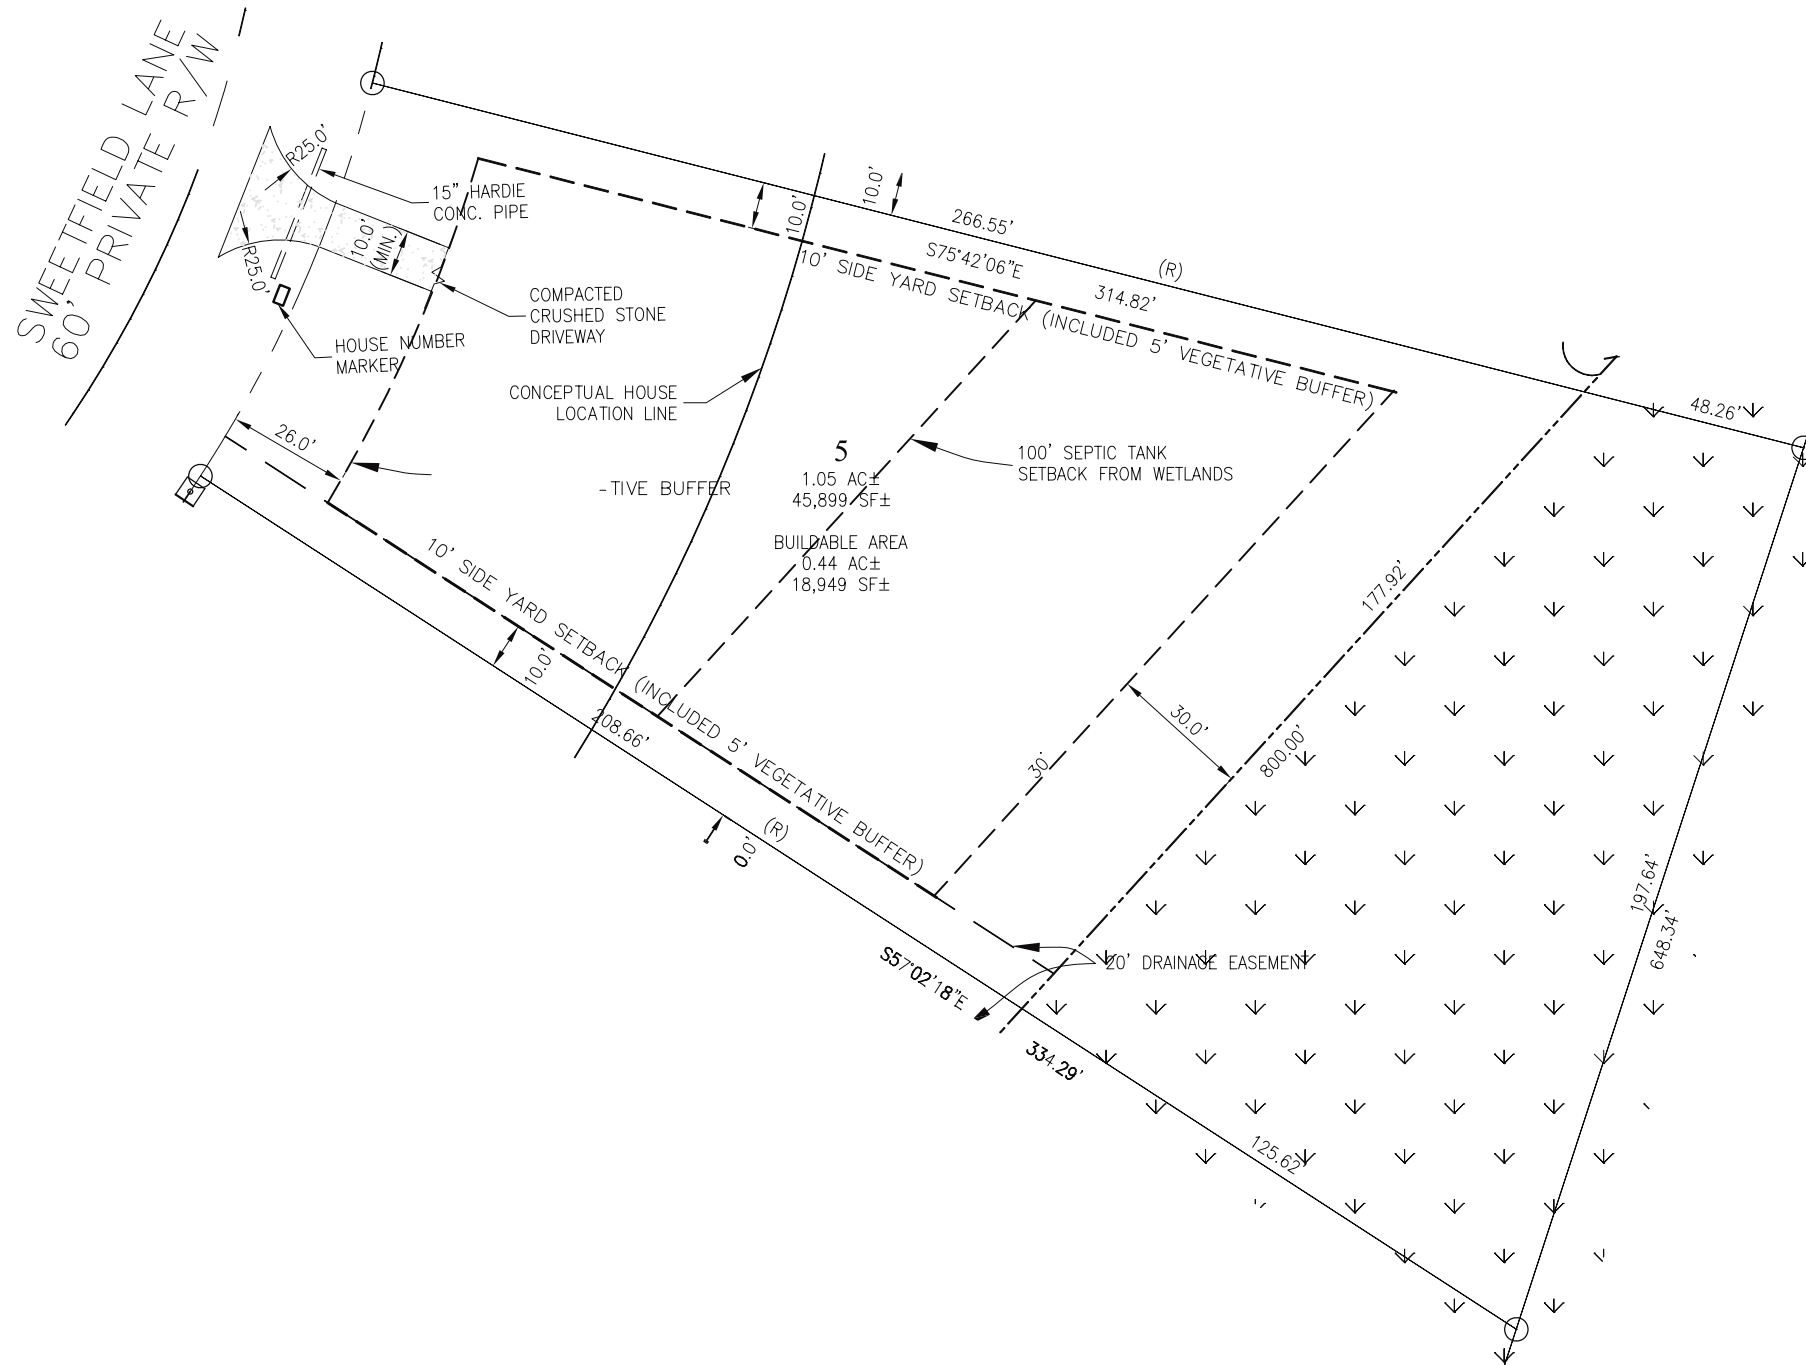 SWEETFIELD LANE
60' PRIVATE R/W
R25.0'
15" HARDIE
CONC. PIPE
10.0'
(MIN.)
R25.0'
COMPACTED
CRUSHED STONE
DRIVEWAY
HOUSE NUMBER
MARKER
CONCEPTUAL HOUSE
LOCATION LINE
26.0'
10.0'
10.0'
266.55'
S75°42'06"E
(R)
314.82'
10' SIDE YARD SETBACK (INCLUDED 5' VEGETATIVE BUFFER)
48.26'
5
1.05 AC±
45,899 SF±
BUILDABLE AREA
0.44 AC±
18,949 SF±
100' SEPTIC TANK
SETBACK FROM WETLANDS
-TIVE BUFFER
10' SIDE YARD SETBACK (INCLUDED 5' VEGETATIVE BUFFER)
10.0'
208.66'
(R)
0.0'
177.92'
30.0'
800.00'
30'
197.64'
648.34'
20' DRAINAGE EASEMENT
S57°02'18"E
334.29'
125.62'